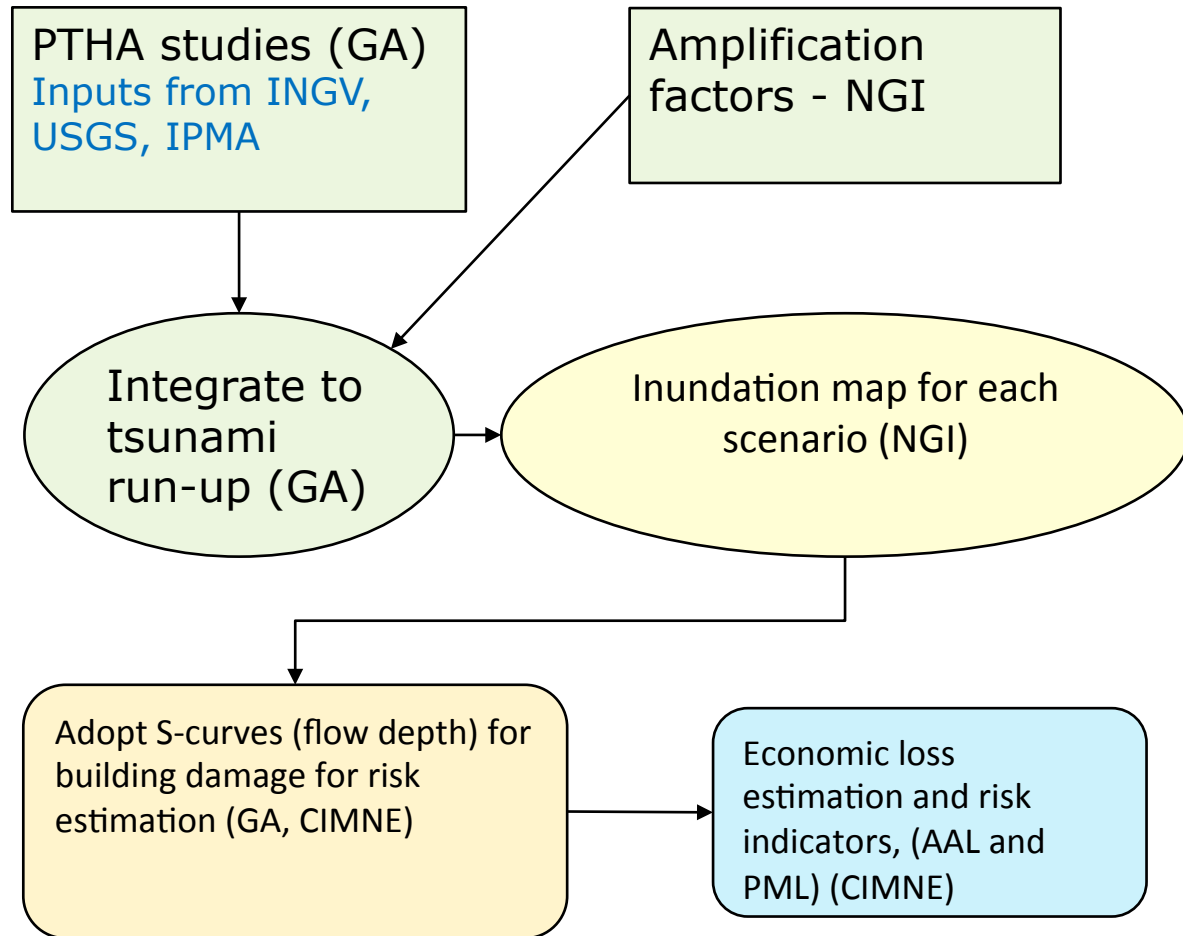 PTHA studies (GA)
Inputs from INGV,
USGS, IPMA
Amplification
factors - NGI
Integrate to
tsunami
run-up (GA)
Inundation map for each
scenario (NGI)
Adopt S-curves (flow depth) for
building damage for risk
estimation (GA, CIMNE)
Economic loss
estimation and risk
indicators, (AAL and
PML) (CIMNE)